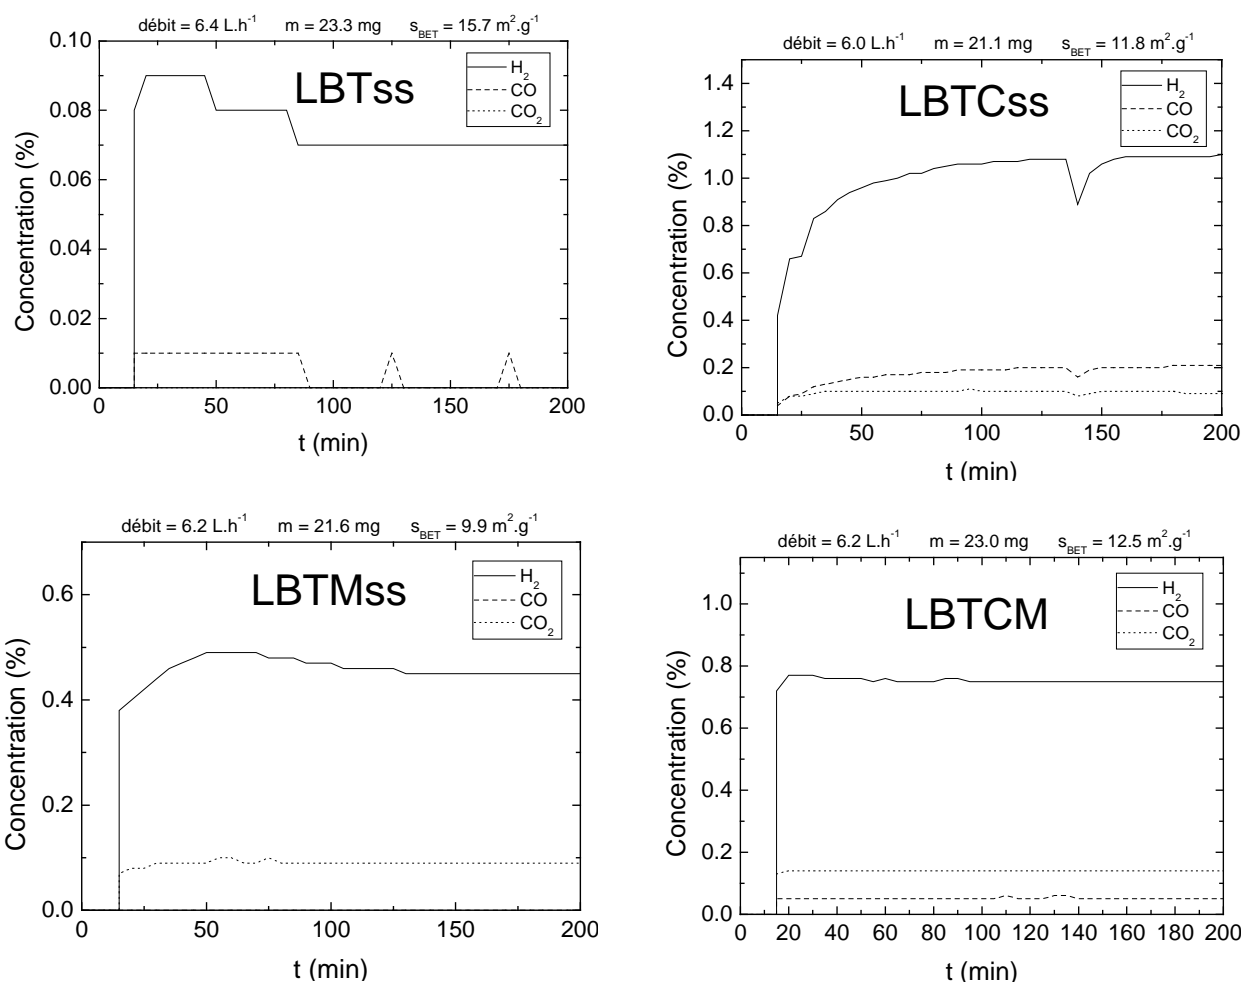 débit = 6.4 L.h⁻¹ m = 23.3 mg s_BET = 15.7 m².g⁻¹
LBTss
H₂
CO
CO₂
Concentration (%)
0.10
0.08
0.06
0.04
0.02
0.00
0 50 100 150 200
t (min)
débit = 6.0 L.h⁻¹ m = 21.1 mg s_BET = 11.8 m².g⁻¹
LBTCss
H₂
CO
CO₂
Concentration (%)
1.4
1.2
1.0
0.8
0.6
0.4
0.2
0.0
0 50 100 150 200
t (min)
débit = 6.2 L.h⁻¹ m = 21.6 mg s_BET = 9.9 m².g⁻¹
LBTMss
H₂
CO
CO₂
Concentration (%)
0.6
0.4
0.2
0.0
0 50 100 150 200
t (min)
débit = 6.2 L.h⁻¹ m = 23.0 mg s_BET = 12.5 m².g⁻¹
LBTCM
H₂
CO
CO₂
Concentration (%)
1.0
0.8
0.6
0.4
0.2
0.0
0 20 40 60 80 100 120 140 160 180 200
t (min)